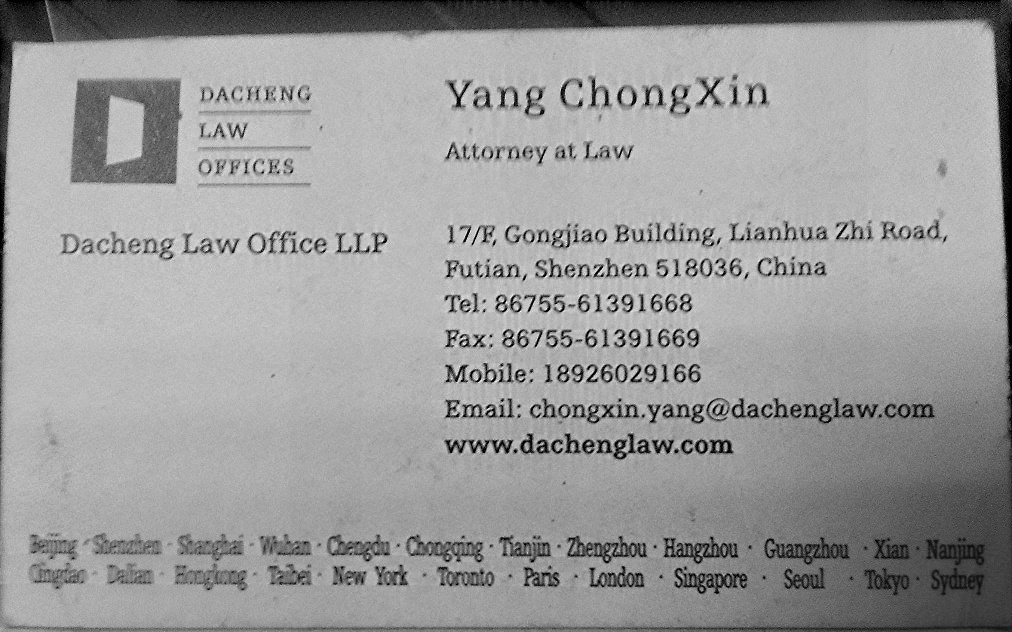 DACHENG
LAW
OFFICES
Yang ChongXin
Attorney at Law
Dacheng Law Office LLP
17/F, Gongjiao Building, Lianhua Zhi Road,
Futian, Shenzhen 518036, China
Tel: 86755-61391668
Fax: 86755-61391669
Mobile: 18926029166
Email: chongxin.yang@dachenglaw.com
www.dachenglaw.com
Beijing · Shenzhen · Shanghai · Wuhan · Chengdu · Chongqing · Tianjin · Zhengzhou · Hangzhou · Guangzhou · Xian · Nanjing
Qingdao · Dalian · Hongkong · Taibei · New York · Toronto · Paris · London · Singapore · Seoul · Tokyo · Sydney